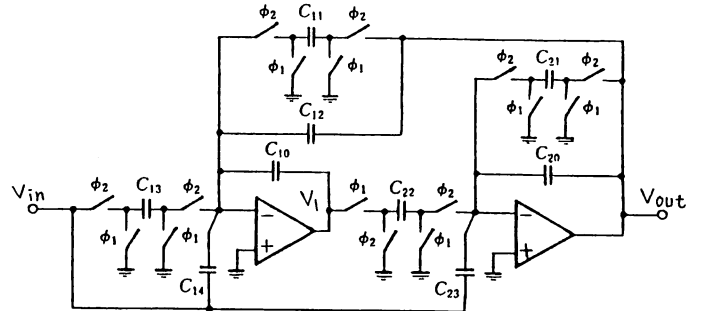 ϕ2 C11 ϕ2
ϕ1 ϕ1
C12
ϕ2 C21 ϕ2
ϕ1 ϕ1
C10
C20
Vin ϕ2 C13 ϕ2
V1 ϕ1 C22 ϕ2
Vout
ϕ1 ϕ1
− +
ϕ2 ϕ1
− +
C14
C23